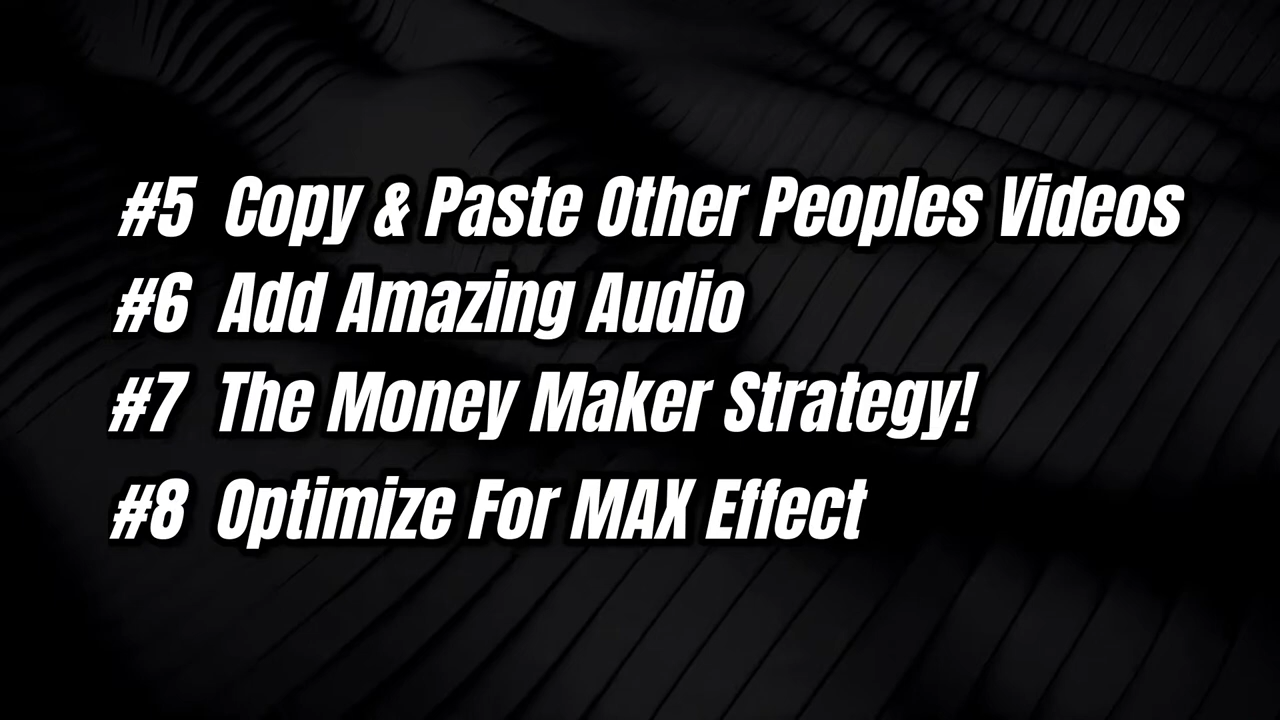 #5 Copy & Paste Other Peoples Videos
#6 Add Amazing Audio
#7 The Money Maker Strategy!
#8 Optimize For MAX Effect